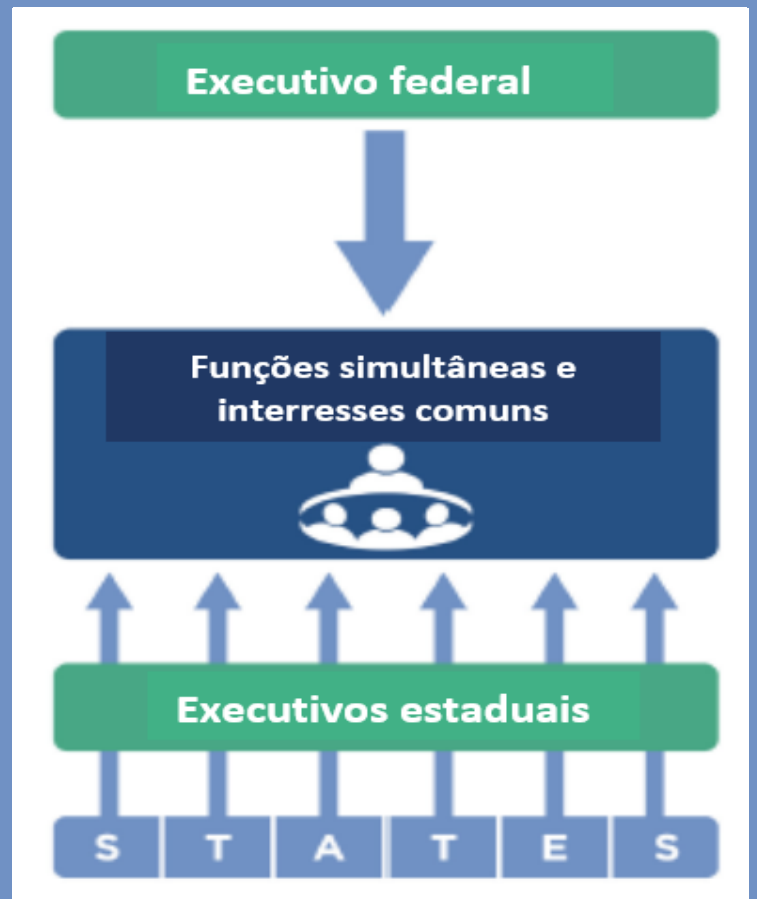 Executivo federal
Funções simultâneas e
interresses comuns
Executivos estaduais
S T A T E S